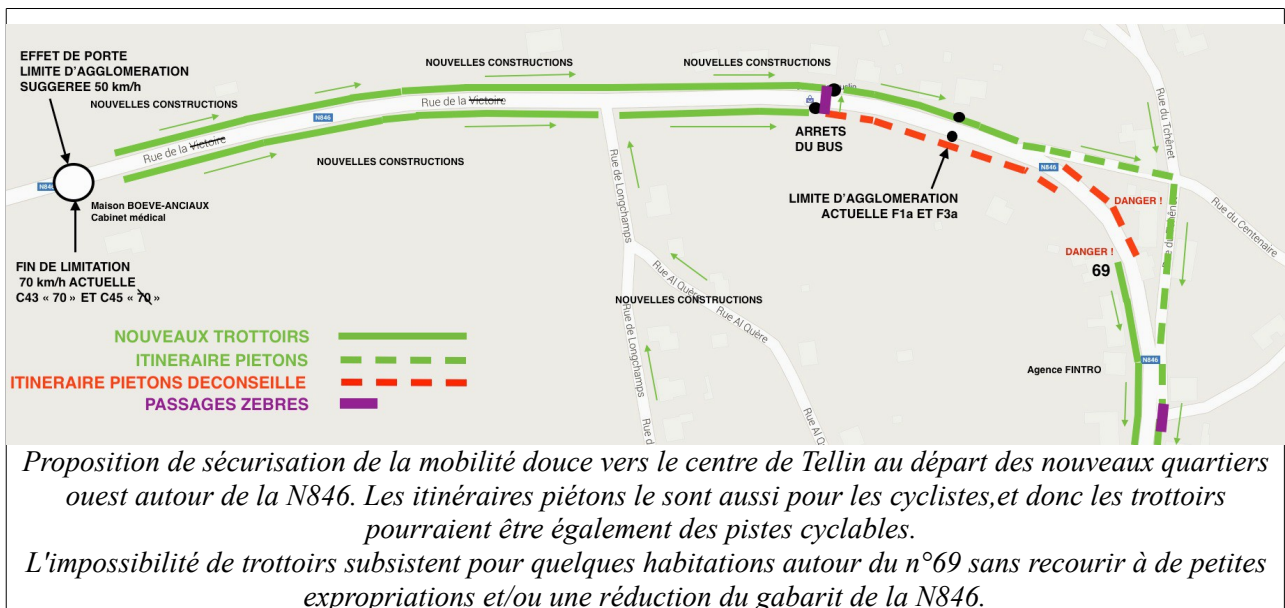 EFFET DE PORTE
LIMITE D'AGGLOMERATION
SUGGEREE 50 km/h
NOUVELLES CONSTRUCTIONS
NOUVELLES CONSTRUCTIONS
NOUVELLES CONSTRUCTIONS
Rue de la Victoire
N846
Rue de la Victoire
NOUVELLES CONSTRUCTIONS
N846
Maison BOEVE-ANCIAUX
Cabinet médical
ARRETS
DU BUS
LIMITE D'AGGLOMERATION
ACTUELLE F1a ET F3a
N846
DANGER !
Rue du Tchênet
Rue du Centenaire
DANGER !
69
Rue de Longchamps
Rue Al Quère
NOUVELLES CONSTRUCTIONS
Rue Al Quère
Rue de Longchamps
FIN DE LIMITATION
70 km/h ACTUELLE
C43 « 70 » ET C45 « 70 »
N846
Agence FINTRO
NOUVEAUX TROTTOIRS
ITINERAIRE PIETONS
ITINERAIRE PIETONS DECONSEILLE
PASSAGES ZEBRES
Rue d
Rue Al Q
Proposition de sécurisation de la mobilité douce vers le centre de Tellin au départ des nouveaux quartiers
ouest autour de la N846. Les itinéraires piétons le sont aussi pour les cyclistes,et donc les trottoirs
pourraient être également des pistes cyclables.
L'impossibilité de trottoirs subsistent pour quelques habitations autour du n°69 sans recourir à de petites
expropriations et/ou une réduction du gabarit de la N846.